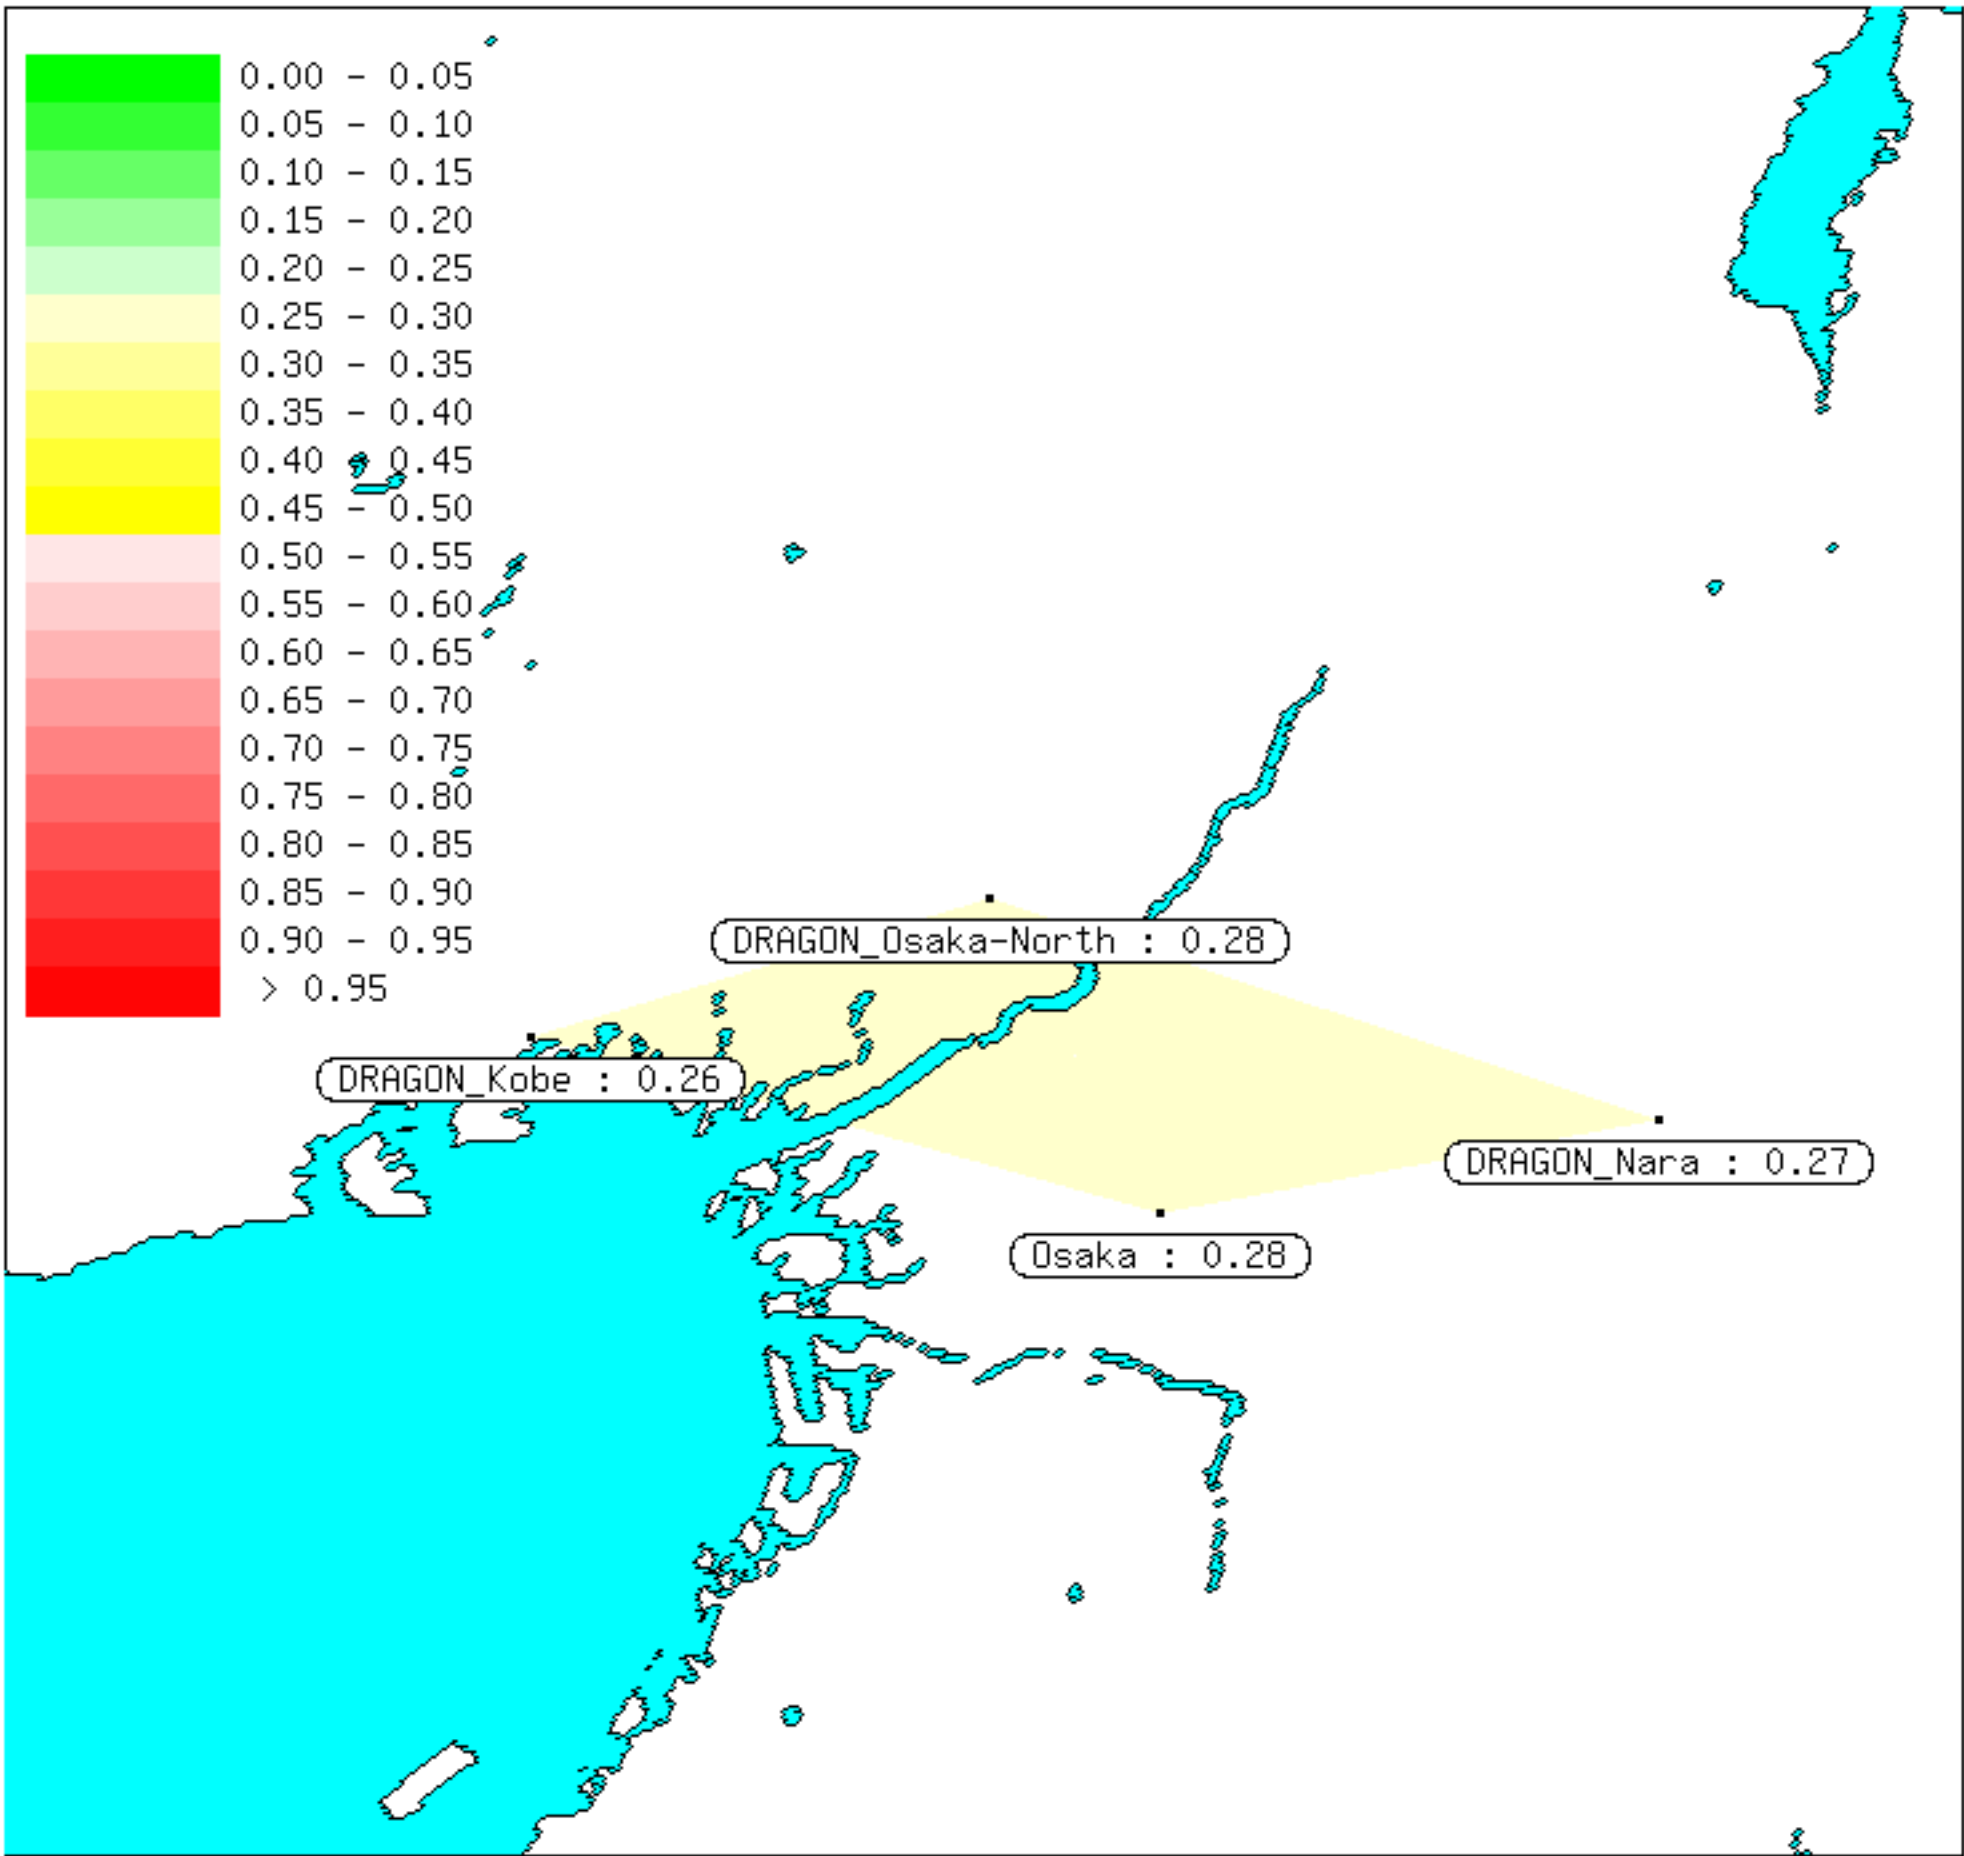 0.00 - 0.05
0.05 - 0.10
0.10 - 0.15
0.15 - 0.20
0.20 - 0.25
0.25 - 0.30
0.30 - 0.35
0.35 - 0.40
0.40 - 0.45
0.45 - 0.50
0.50 - 0.55
0.55 - 0.60
0.60 - 0.65
0.65 - 0.70
0.70 - 0.75
0.75 - 0.80
0.80 - 0.85
0.85 - 0.90
0.90 - 0.95
> 0.95
DRAGON_Osaka-North : 0.28
DRAGON_Kobe : 0.26
DRAGON_Nara : 0.27
Osaka : 0.28